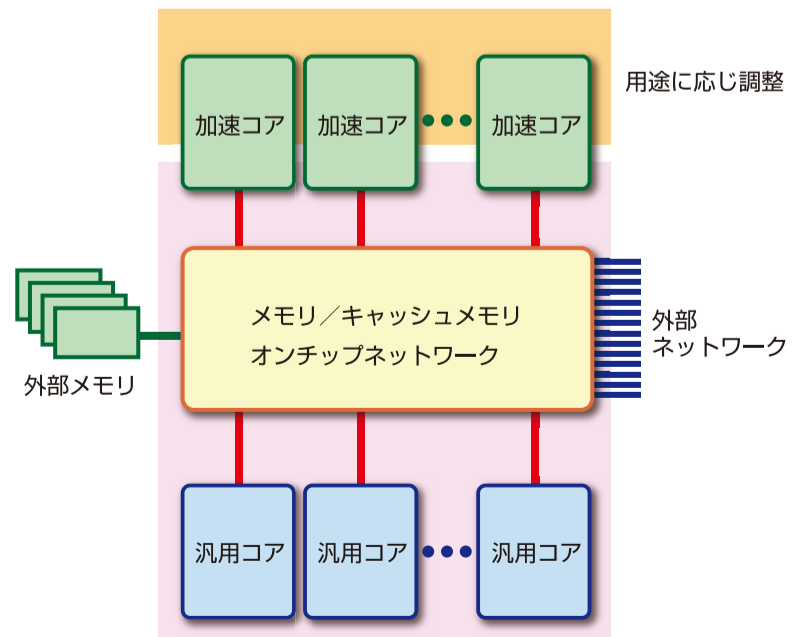 加速コア
加速コア
加速コア
用途に応じ調整
メモリ／キャッシュメモリ
オンチップネットワーク
外部
ネットワーク
外部メモリ
汎用コア
汎用コア
汎用コア